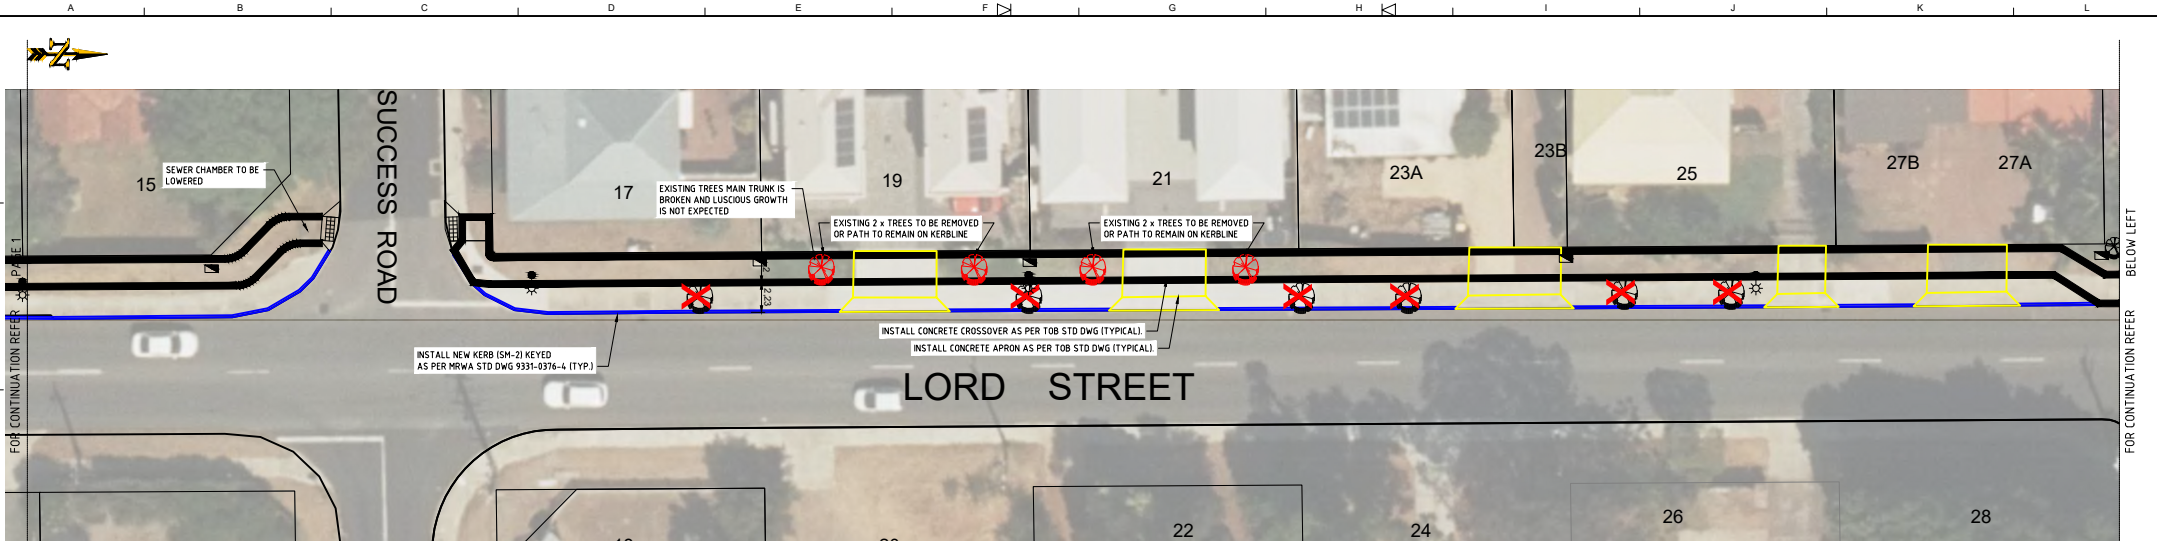 A B C D E F G H I J K L
N
SUCCESS ROAD
15
SEWER CHAMBER TO BE
LOWERED
17
EXISTING TREES MAIN TRUNK IS
BROKEN AND LUSCIOUS GROWTH
IS NOT EXPECTED
19
21
23A
23B
25
27B
27A
EXISTING 2 x TREES TO BE REMOVED
OR PATH TO REMAIN ON KERBLINE
EXISTING 2 x TREES TO BE REMOVED
OR PATH TO REMAIN ON KERBLINE
2
2,23
INSTALL CONCRETE CROSSOVER AS PER TOB STD DWG (TYPICAL).
INSTALL CONCRETE APRON AS PER TOB STD DWG (TYPICAL).
INSTALL NEW KERB (SM-2) KEYED
AS PER MRWA STD DWG 9331-0376-4 (TYP.)
LORD STREET
FOR CONTINUATION REFER PAGE 1
FOR CONTINUATION REFER BELOW LEFT
22
24
26
28